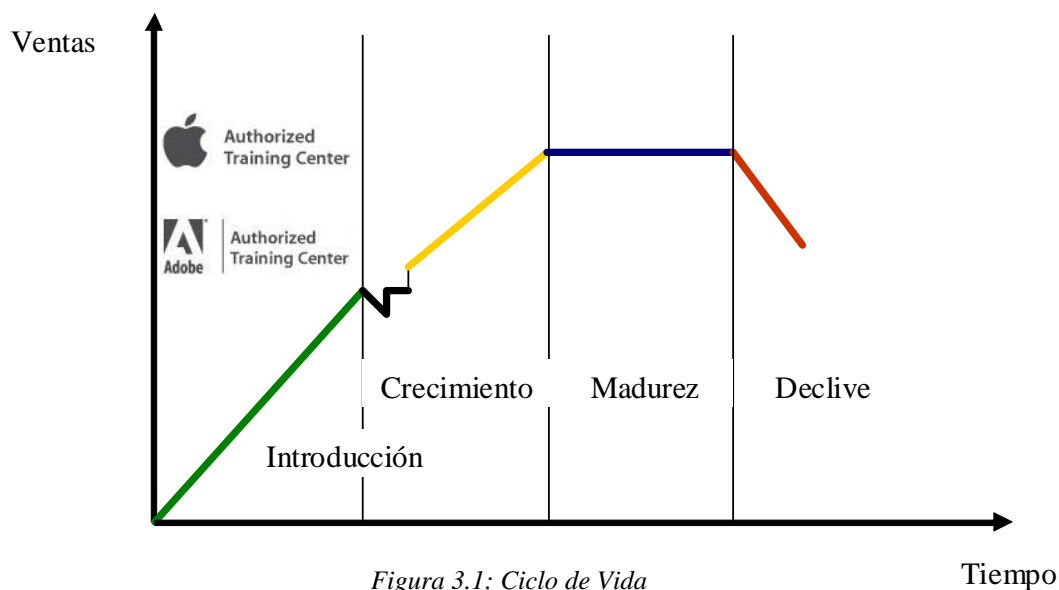 Ventas
Authorized
Training Center
Adobe
Authorized
Training Center
Crecimiento
Madurez
Declive
Introducción
Tiempo
Figura 3.1: Ciclo de Vida